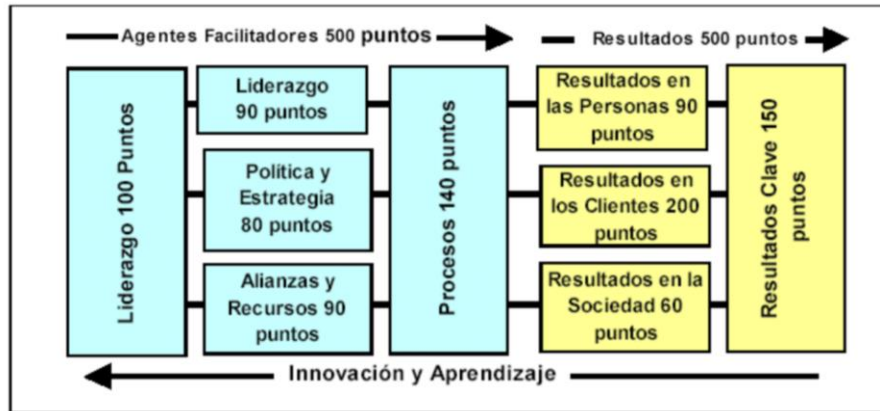 Agentes Facilitadores 500 puntos
Resultados 500 puntos
Liderazgo 100 Puntos
Liderazgo
90 puntos
Política y
Estrategia
80 puntos
Alianzas y
Recursos 90
puntos
Procesos 140 puntos
Resultados en
las Personas 90
puntos
Resultados en
los Clientes 200
puntos
Resultados en la
Sociedad 60
puntos
Resultados Clave 150
puntos
Innovación y Aprendizaje